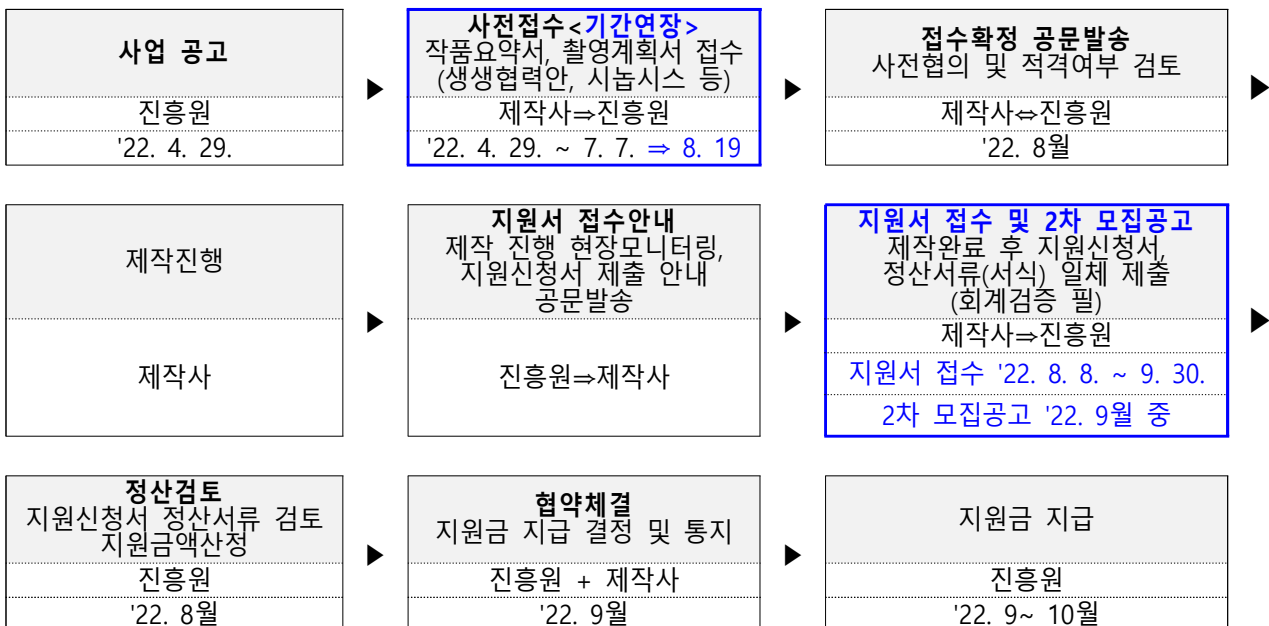 사업 공고
진흥원
'22. 4. 29.
▶
사전접수<기간연장>
작품요약서, 촬영계획서 접수
(생생협력안, 시놉시스 등)
제작사⇒진흥원
'22. 4. 29. ~ 7. 7. ⇒ 8. 19
▶
접수확정 공문발송
사전협의 및 적격여부 검토
제작사⇔진흥원
'22. 8월
▶
제작진행
제작사
지원서 접수안내
제작 진행 현장모니터링,
지원신청서 제출 안내
공문발송
진흥원⇒제작사
▶
지원서 접수 및 2차 모집공고
제작완료 후 지원신청서,
정산서류(서식) 일체 제출
(회계검증 필)
제작사⇒진흥원
지원서 접수 '22. 8. 8. ~ 9. 30.
2차 모집공고 '22. 9월 중
▶
정산검토
지원신청서 정산서류 검토
지원금액산정
진흥원
'22. 8월
▶
협약체결
지원금 지급 결정 및 통지
진흥원 + 제작사
'22. 9월
▶
지원금 지급
진흥원
'22. 9~ 10월